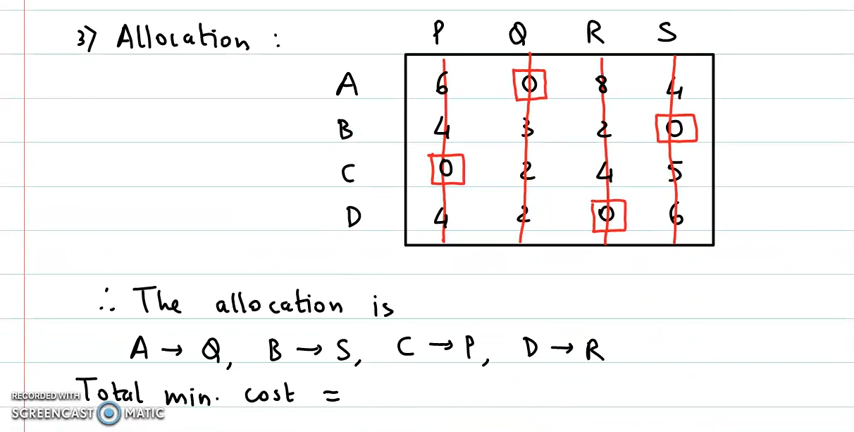 3) Allocation :
P Q R S
A 6 0 8 4
B 4 3 2 0
C 0 2 4 5
D 4 2 0 6
∴ The allocation is
A → Q, B → S, C → P, D → R
Total min. cost =
RECORDED WITH
SCREENCAST MATIC